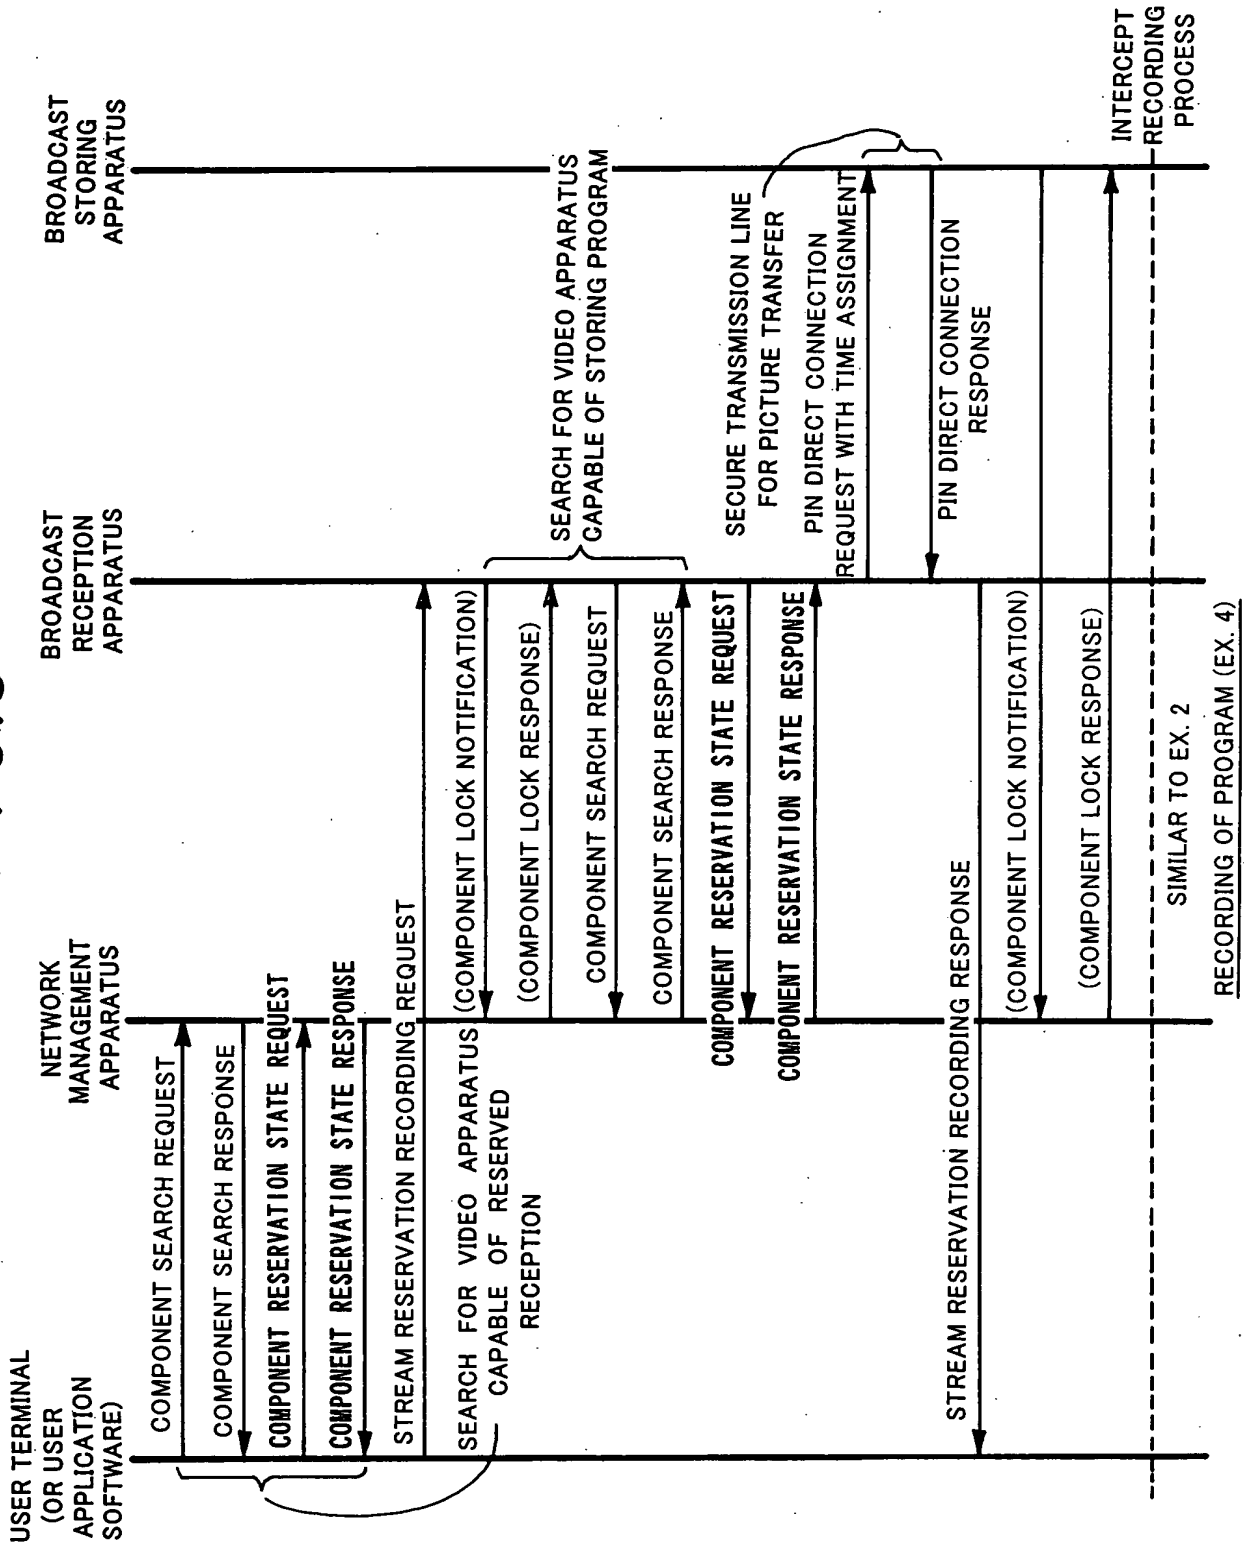 USER TERMINAL
(OR USER
APPLICATION
SOFTWARE)
NETWORK
MANAGEMENT
APPARATUS
BROADCAST
RECEPTION
APPARATUS
BROADCAST
STORING
APPARATUS
COMPONENT SEARCH REQUEST
COMPONENT SEARCH RESPONSE
COMPONENT RESERVATION STATE REQUEST
COMPONENT RESERVATION STATE RESPONSE
STREAM RESERVATION RECORDING REQUEST
SEARCH FOR VIDEO APPARATUS
CAPABLE OF RESERVED
RECEPTION
(COMPONENT LOCK NOTIFICATION)
(COMPONENT LOCK RESPONSE)
COMPONENT SEARCH REQUEST
COMPONENT SEARCH RESPONSE
SEARCH FOR VIDEO APPARATUS
CAPABLE OF STORING PROGRAM
COMPONENT RESERVATION STATE REQUEST
COMPONENT RESERVATION STATE RESPONSE
SECURE TRANSMISSION LINE
FOR PICTURE TRANSFER
PIN DIRECT CONNECTION
REQUEST WITH TIME ASSIGNMENT
PIN DIRECT CONNECTION
RESPONSE
STREAM RESERVATION RECORDING RESPONSE
(COMPONENT LOCK NOTIFICATION)
(COMPONENT LOCK RESPONSE)
INTERCEPT
RECORDING
PROCESS
SIMILAR TO EX. 2
RECORDING OF PROGRAM (EX. 4)